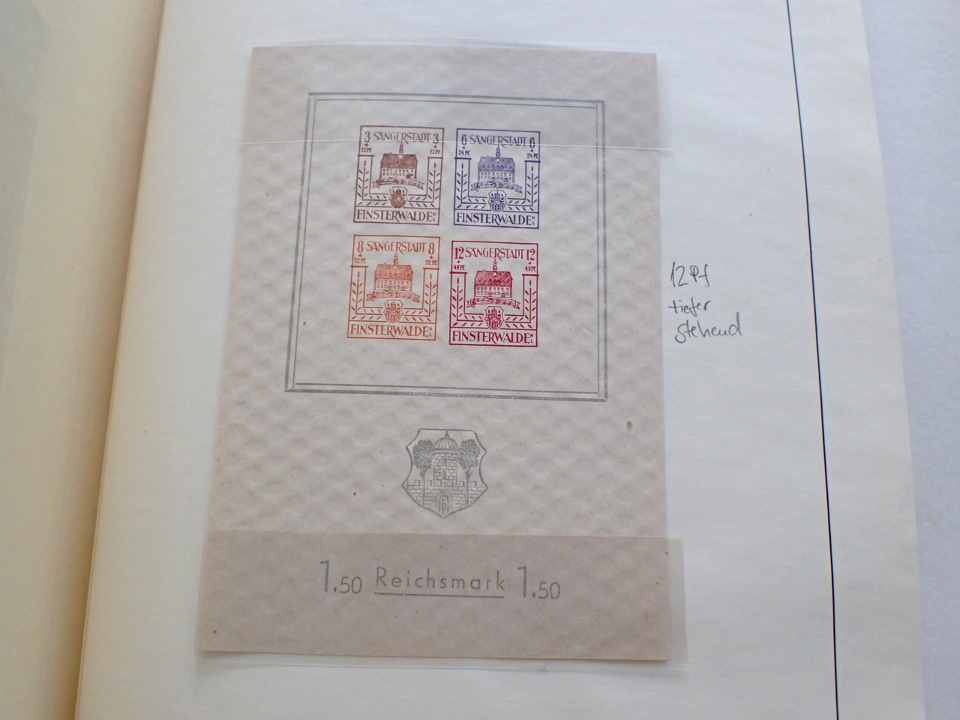 3 SÄNGERSTADT 3
FINSTERWALDE
6 SÄNGERSTADT 6
FINSTERWALDE
8 SÄNGERSTADT 8
FINSTERWALDE
12 SÄNGERSTADT 12
FINSTERWALDE
12 Pf
tiefer
stehend
1.50 Reichsmark 1.50